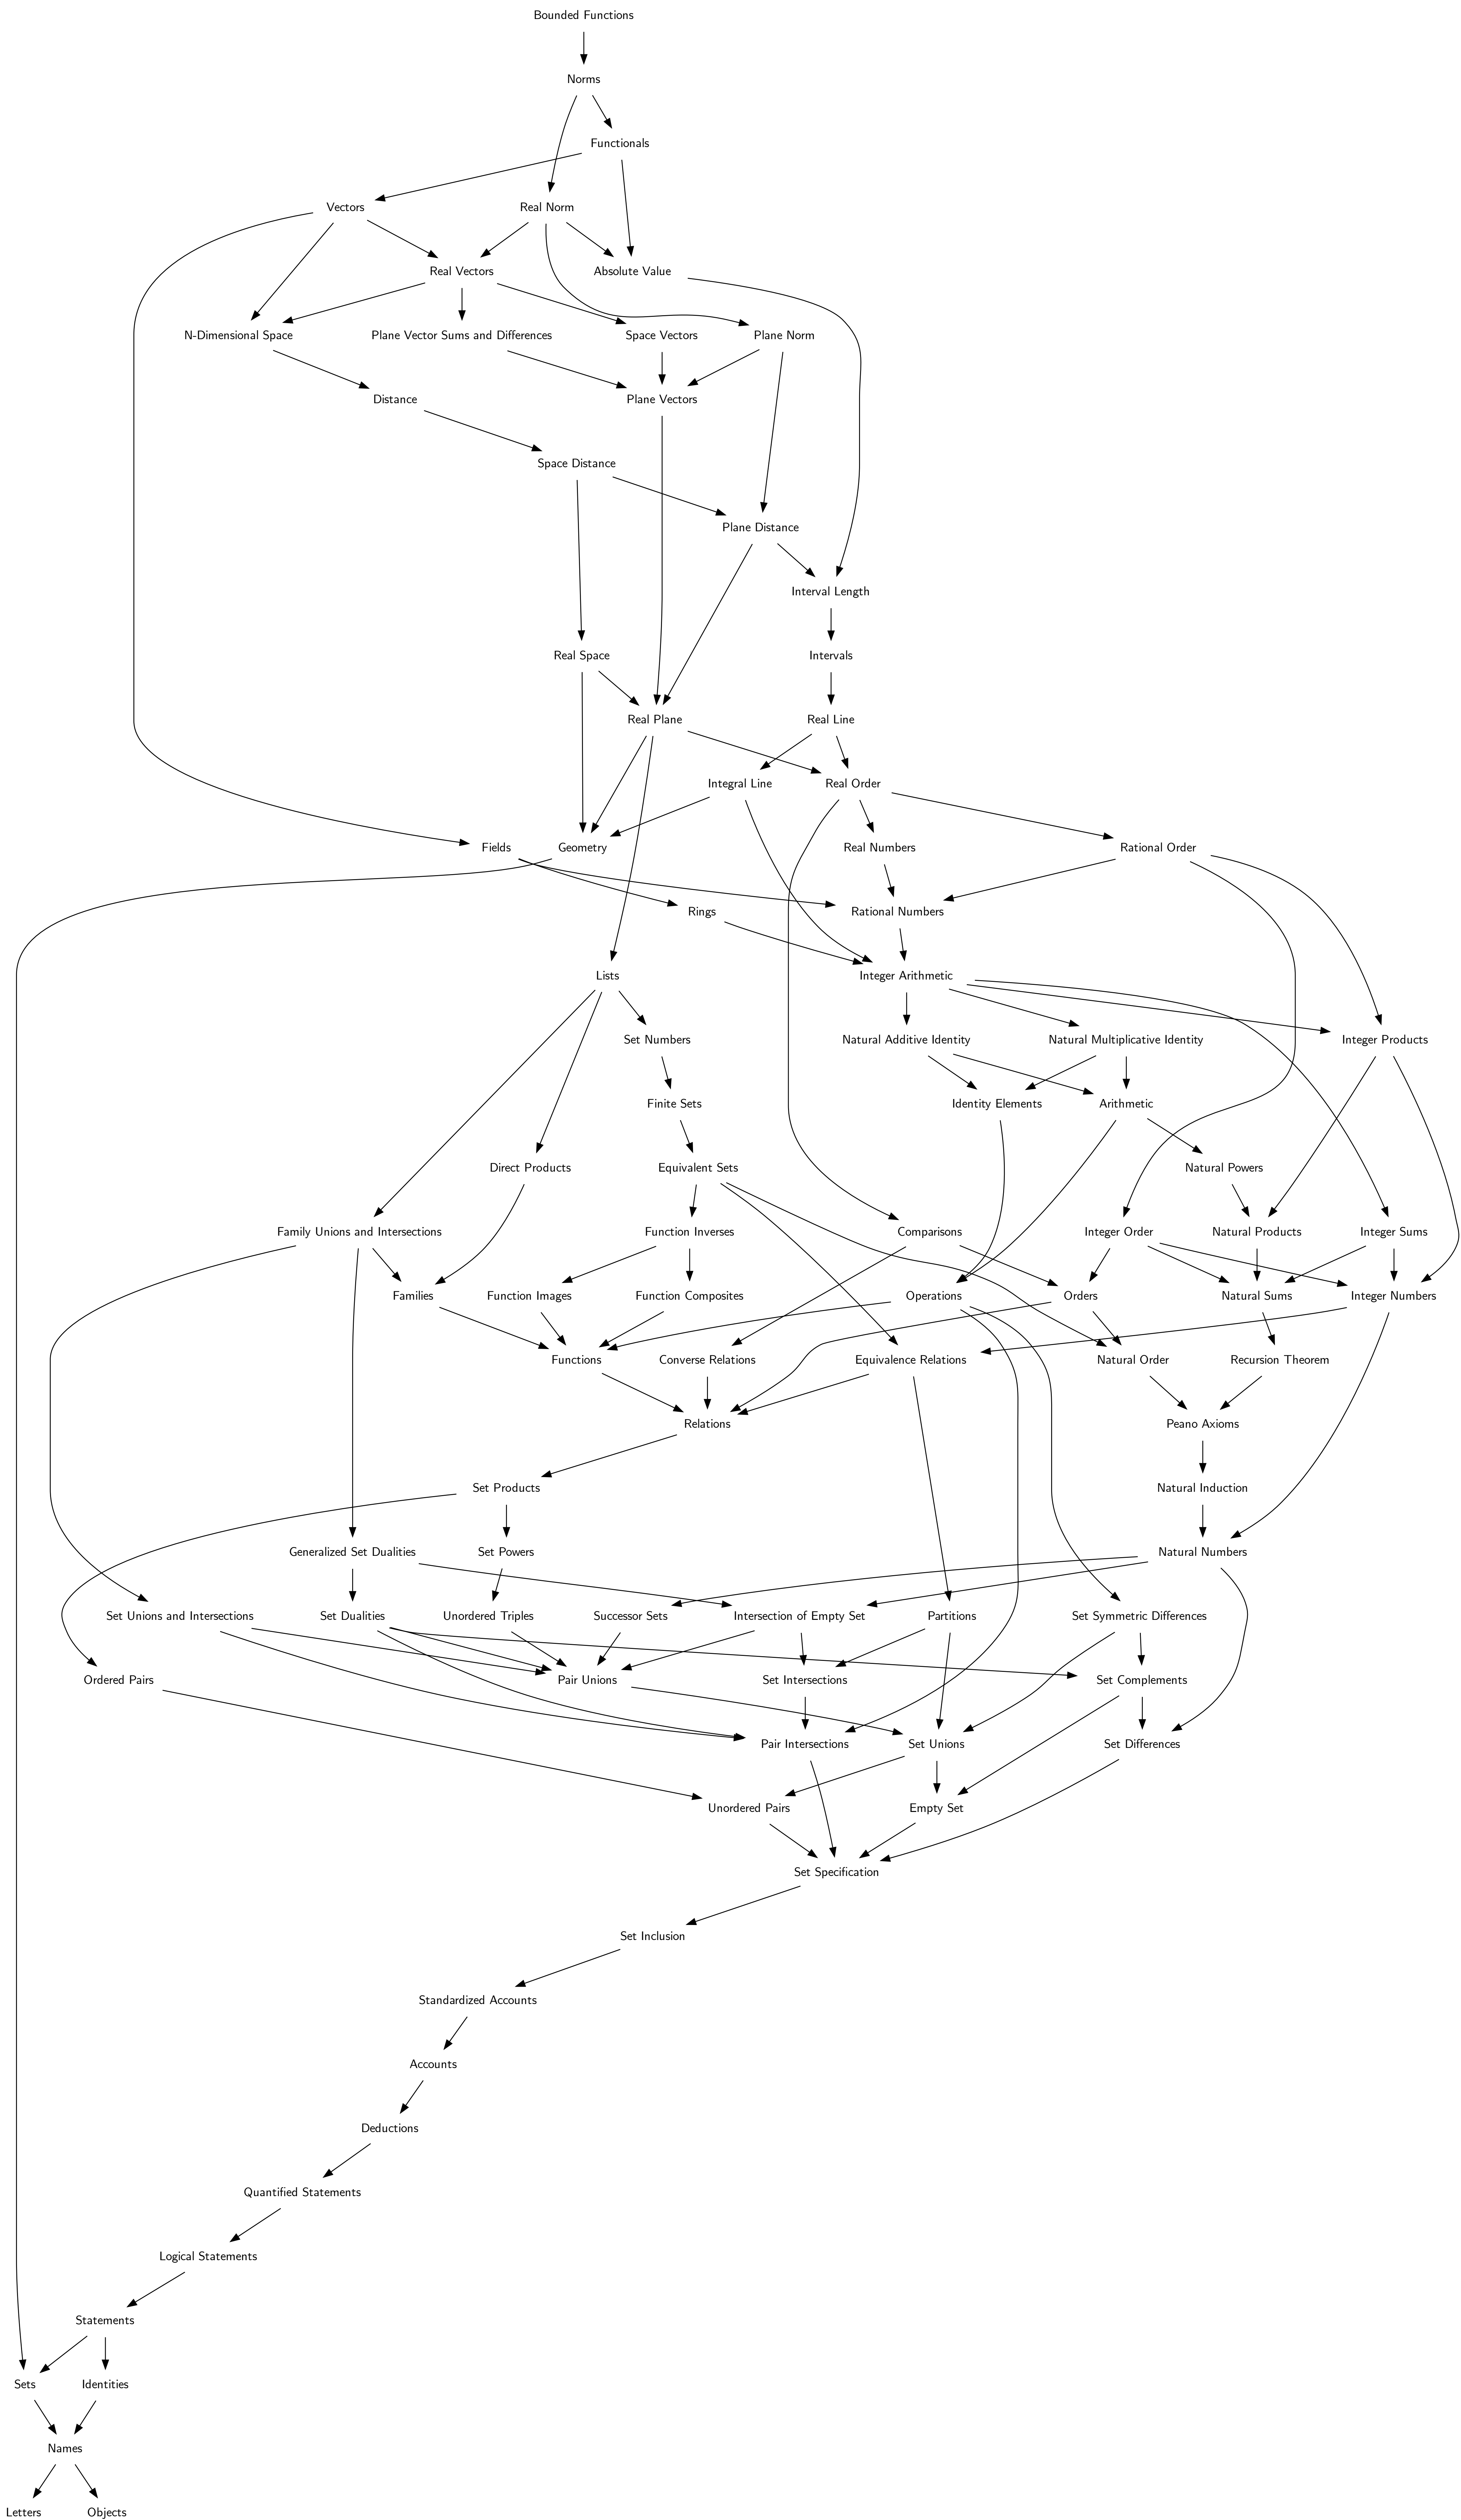 Bounded Functions
Norms
Functionals
Vectors
Real Norm
Real Vectors
Absolute Value
N-Dimensional Space
Plane Vector Sums and Differences
Space Vectors
Plane Norm
Distance
Plane Vectors
Space Distance
Plane Distance
Interval Length
Real Space
Intervals
Real Plane
Real Line
Integral Line
Real Order
Fields
Geometry
Real Numbers
Rational Order
Rings
Rational Numbers
Lists
Integer Arithmetic
Set Numbers
Natural Additive Identity
Natural Multiplicative Identity
Integer Products
Finite Sets
Identity Elements
Arithmetic
Direct Products
Equivalent Sets
Natural Powers
Family Unions and Intersections
Function Inverses
Comparisons
Integer Order
Natural Products
Integer Sums
Families
Function Images
Function Composites
Operations
Orders
Natural Sums
Integer Numbers
Functions
Converse Relations
Equivalence Relations
Natural Order
Recursion Theorem
Relations
Peano Axioms
Set Products
Natural Induction
Generalized Set Dualities
Set Powers
Natural Numbers
Set Unions and Intersections
Set Dualities
Unordered Triples
Successor Sets
Intersection of Empty Set
Partitions
Set Symmetric Differences
Ordered Pairs
Pair Unions
Set Intersections
Set Complements
Pair Intersections
Set Unions
Set Differences
Unordered Pairs
Empty Set
Set Specification
Set Inclusion
Standardized Accounts
Accounts
Deductions
Quantified Statements
Logical Statements
Statements
Sets
Identities
Names
Letters
Objects